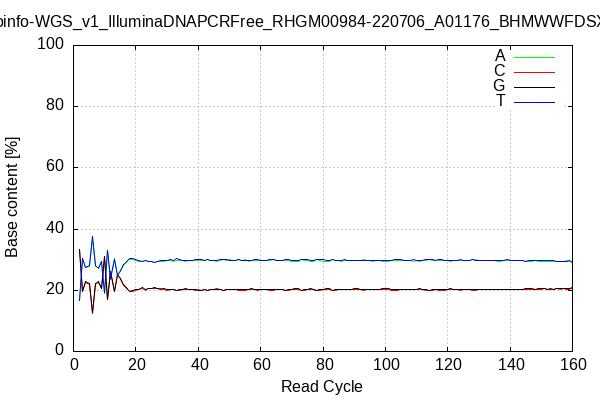 binfo-WGS_v1_IlluminaDNAPCRFree_RHGM00984-220706_A01176_BHMWWFDSX
A
C
G
T
100
80
60
40
20
0
Base content [%]
0 20 40 60 80 100 120 140 160
Read Cycle